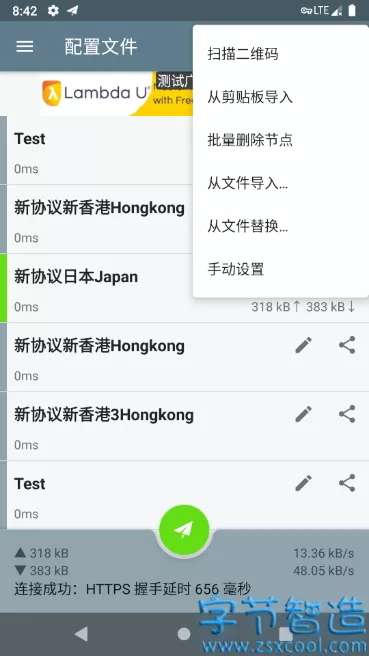 8:42
LTE
配置文件
扫描二维码
从剪贴板导入
批量删除节点
从文件导入...
从文件替换...
手动设置
Lambda U
测试广
with Free
Test
0ms
新协议新香港Hongkong
0ms
新协议日本Japan
0ms
318 kB↑ 383 kB↓
新协议新香港Hongkong
0ms
新协议新香港3Hongkong
0ms
Test
0ms
▲ 318 kB
13.36 kB/s
▼ 383 kB
48.05 kB/s
连接成功：HTTPS 握手延时 656 毫秒
字节智造
www.zsxcool.com